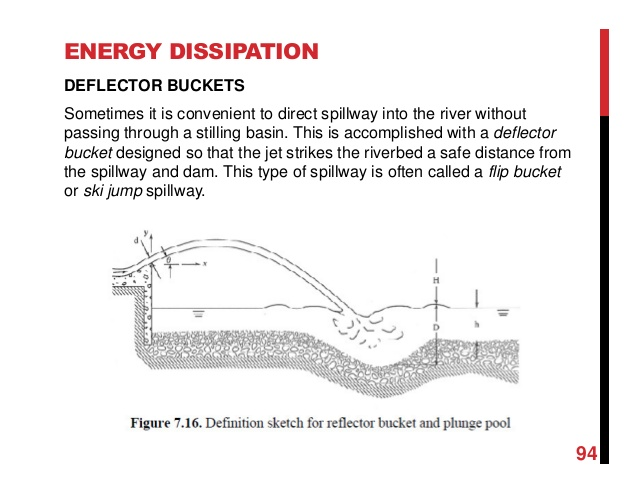 ENERGY DISSIPATION
DEFLECTOR BUCKETS
Sometimes it is convenient to direct spillway into the river without
passing through a stilling basin. This is accomplished with a deflector
bucket designed so that the jet strikes the riverbed a safe distance from
the spillway and dam. This type of spillway is often called a flip bucket
or ski jump spillway.
y
d
θ
x
H
D
h
Figure 7.16. Definition sketch for reflector bucket and plunge pool
94